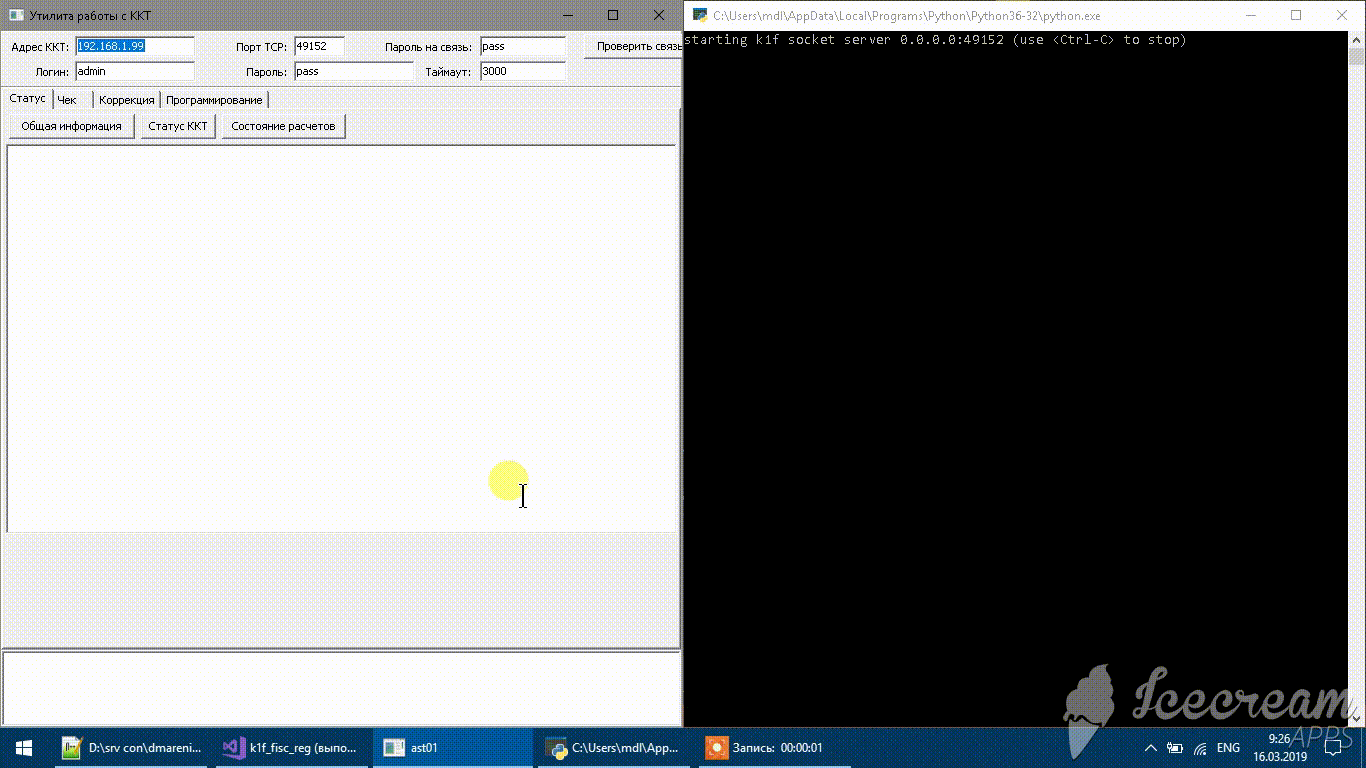 Утилита работы с ККТ
Адрес ККТ: 192.168.1.99 Порт TCP: 49152 Пароль на связь: pass Проверить связь
Логин: admin Пароль: pass Таймаут: 3000
Статус Чек Коррекция Программирование
Общая информация Статус ККТ Состояние расчетов
C:\Users\mdl\AppData\Local\Programs\Python\Python36-32\python.exe
starting k1f socket server 0.0.0.0:49152 (use <Ctrl-C> to stop)
Icecream
APPS
D:\srv con\dmareni... k1f_fisc_reg (выпо... ast01 C:\Users\mdl\App... Запись: 00:00:01 ENG 9:26
16.03.2019